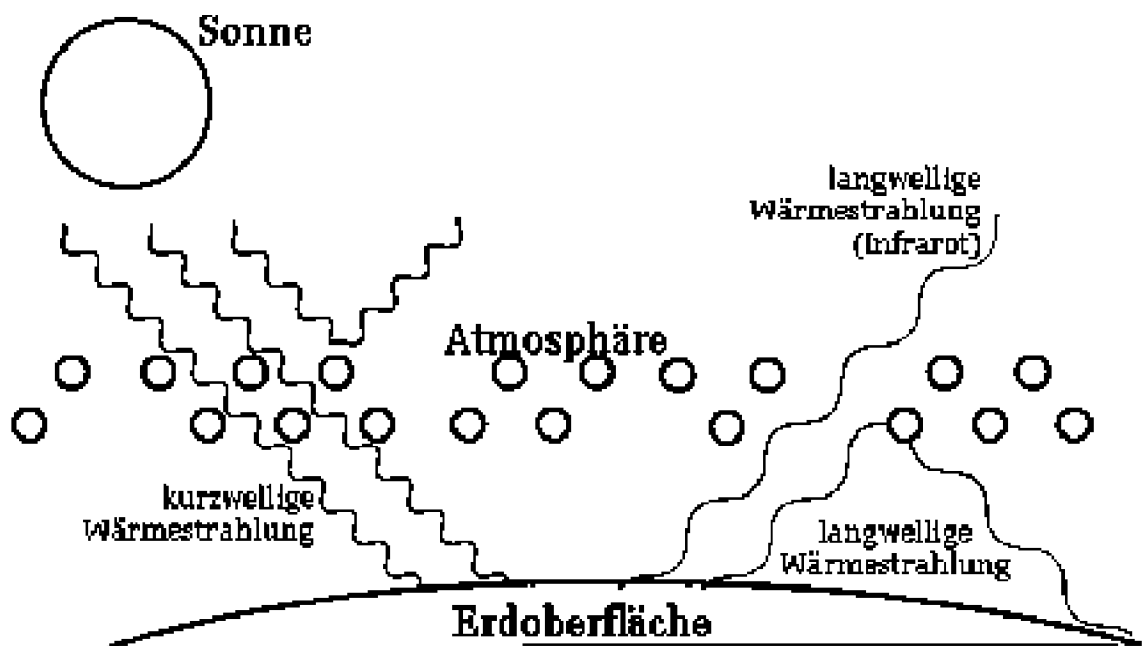 Sonne
langwellige
Wärmestrahlung
(Infrarot)
Atmosphäre
kurzwellige
Wärmestrahlung
langwellige
Wärmestrahlung
Erdoberfläche